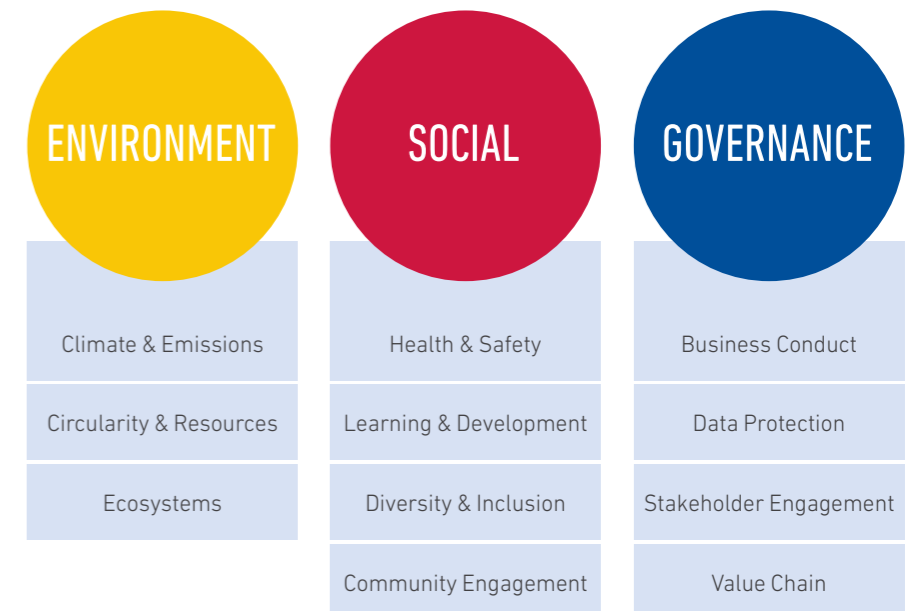 ENVIRONMENT
Climate & Emissions
Circularity & Resources
Ecosystems
SOCIAL
Health & Safety
Learning & Development
Diversity & Inclusion
Community Engagement
GOVERNANCE
Business Conduct
Data Protection
Stakeholder Engagement
Value Chain